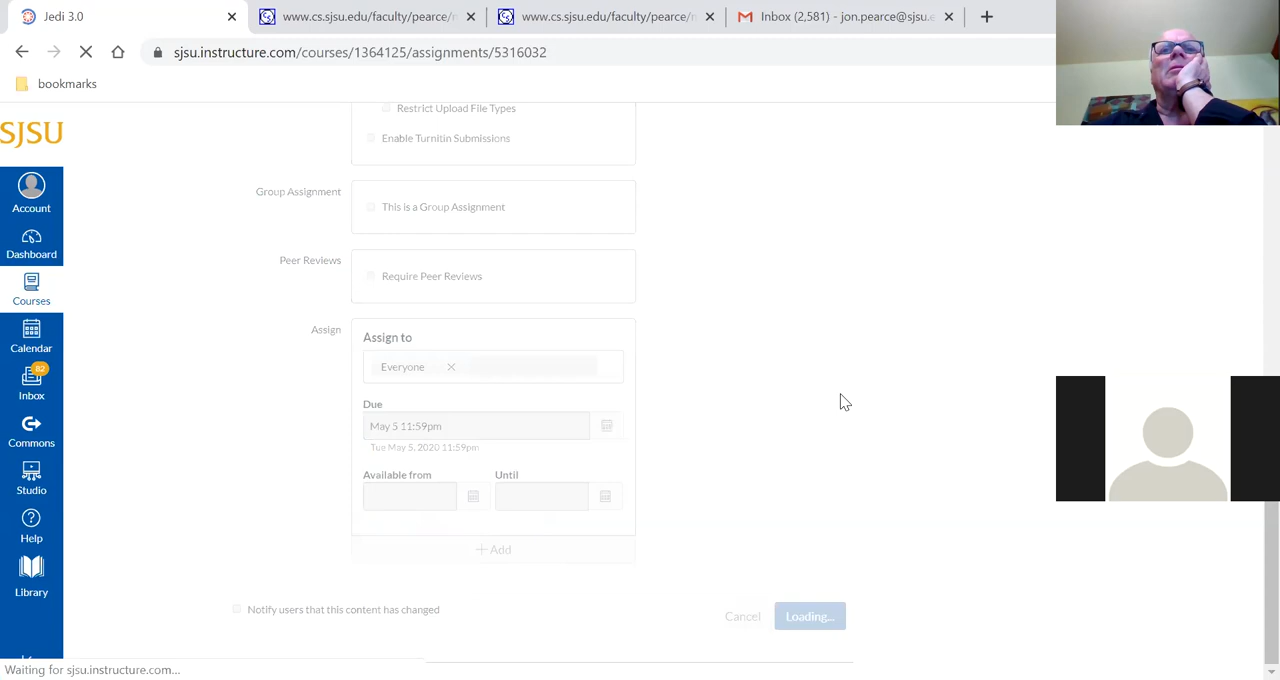 Jedi 3.0
www.cs.sjsu.edu/faculty/pearce/
www.cs.sjsu.edu/faculty/pearce/
Inbox (2,581) - jon.pearce@sjsu.e
sjsu.instructure.com/courses/1364125/assignments/5316032
bookmarks
SJSU
Account
Dashboard
Courses
Calendar
82
Inbox
Commons
Studio
Help
Library
Restrict Upload File Types
Enable Turnitin Submissions
Group Assignment
This is a Group Assignment
Peer Reviews
Require Peer Reviews
Assign
Assign to
Everyone
Due
May 5 11:59pm
Tue May 5, 2020 11:59pm
Available from
Until
+ Add
Notify users that this content has changed
Cancel
Loading...
Waiting for sjsu.instructure.com...